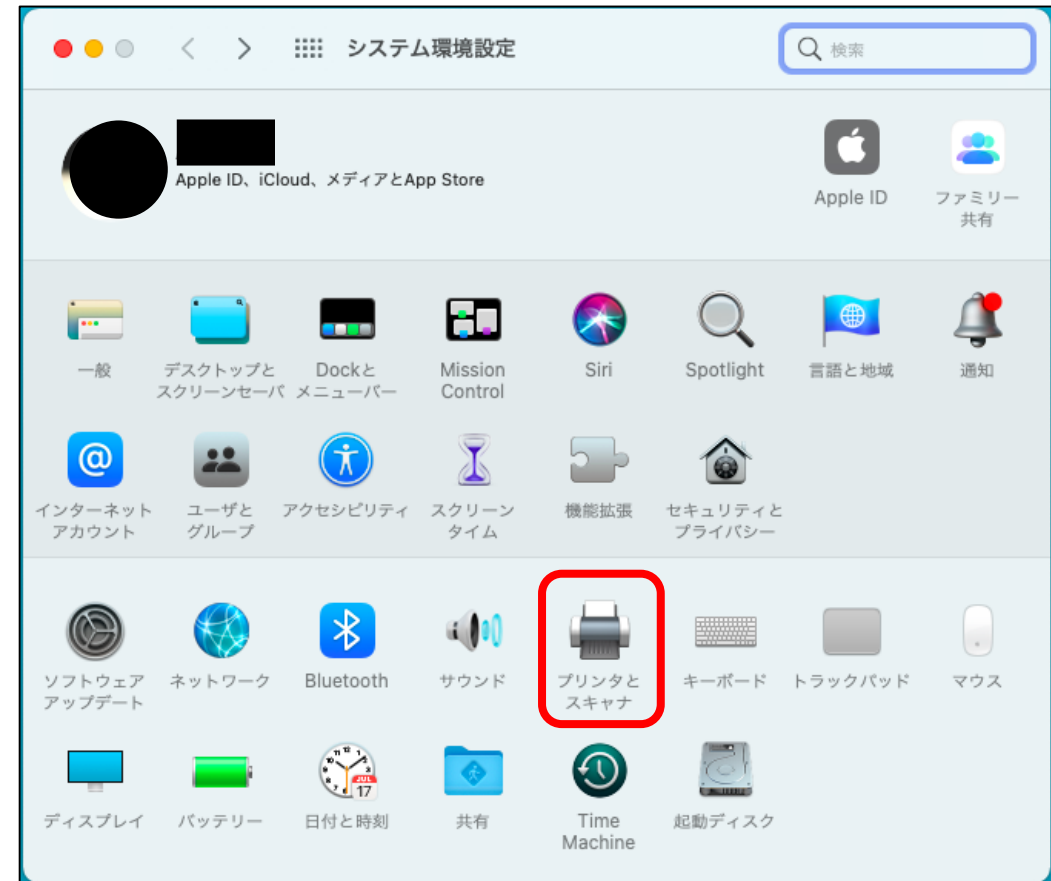 システム環境設定
検索
Apple ID、iCloud、メディアとApp Store
Apple ID
ファミリー
共有
一般
デスクトップと
スクリーンセーバ
Dockと
メニューバー
Mission
Control
Siri
Spotlight
言語と地域
通知
インターネット
アカウント
ユーザと
グループ
アクセシビリティ
スクリーン
タイム
機能拡張
セキュリティと
プライバシー
ソフトウェア
アップデート
ネットワーク
Bluetooth
サウンド
プリンタと
スキャナ
キーボード
トラックパッド
マウス
ディスプレイ
バッテリー
JUL
17
日付と時刻
共有
Time
Machine
起動ディスク